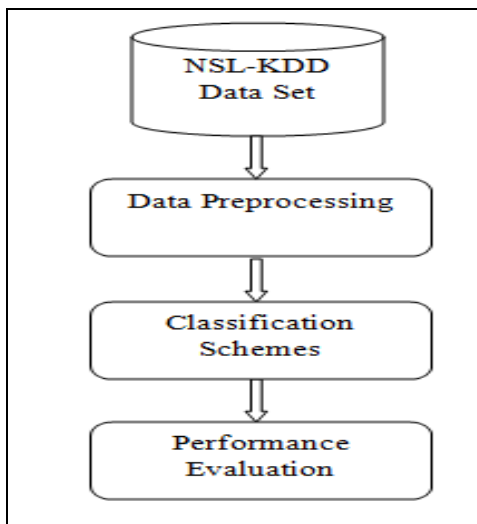 NSL-KDD
Data Set
Data Preprocessing
Classification
Schemes
Performance
Evaluation